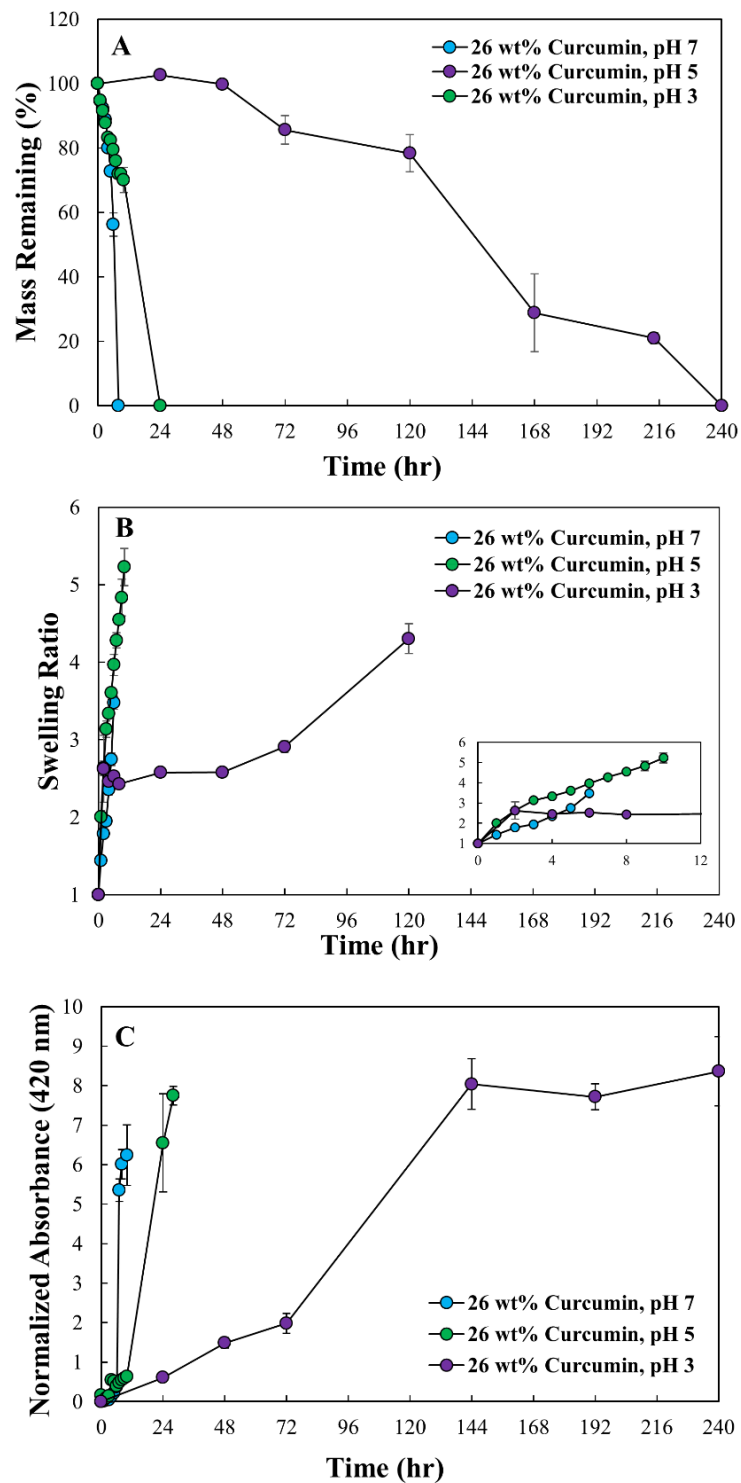 A
26 wt% Curcumin, pH 7
26 wt% Curcumin, pH 5
26 wt% Curcumin, pH 3
Mass Remaining (%)
120
100
80
60
40
20
0
0 24 48 72 96 120 144 168 192 216 240
Time (hr)
B
26 wt% Curcumin, pH 7
26 wt% Curcumin, pH 5
26 wt% Curcumin, pH 3
Swelling Ratio
6
5
4
3
2
1
6
5
4
3
2
1
0 4 8 12
0 24 48 72 96 120 144 168 192 216 240
Time (hr)
C
Normalized Absorbance (420 nm)
10
9
8
7
6
5
4
3
2
1
0
26 wt% Curcumin, pH 7
26 wt% Curcumin, pH 5
26 wt% Curcumin, pH 3
0 24 48 72 96 120 144 168 192 216 240
Time (hr)